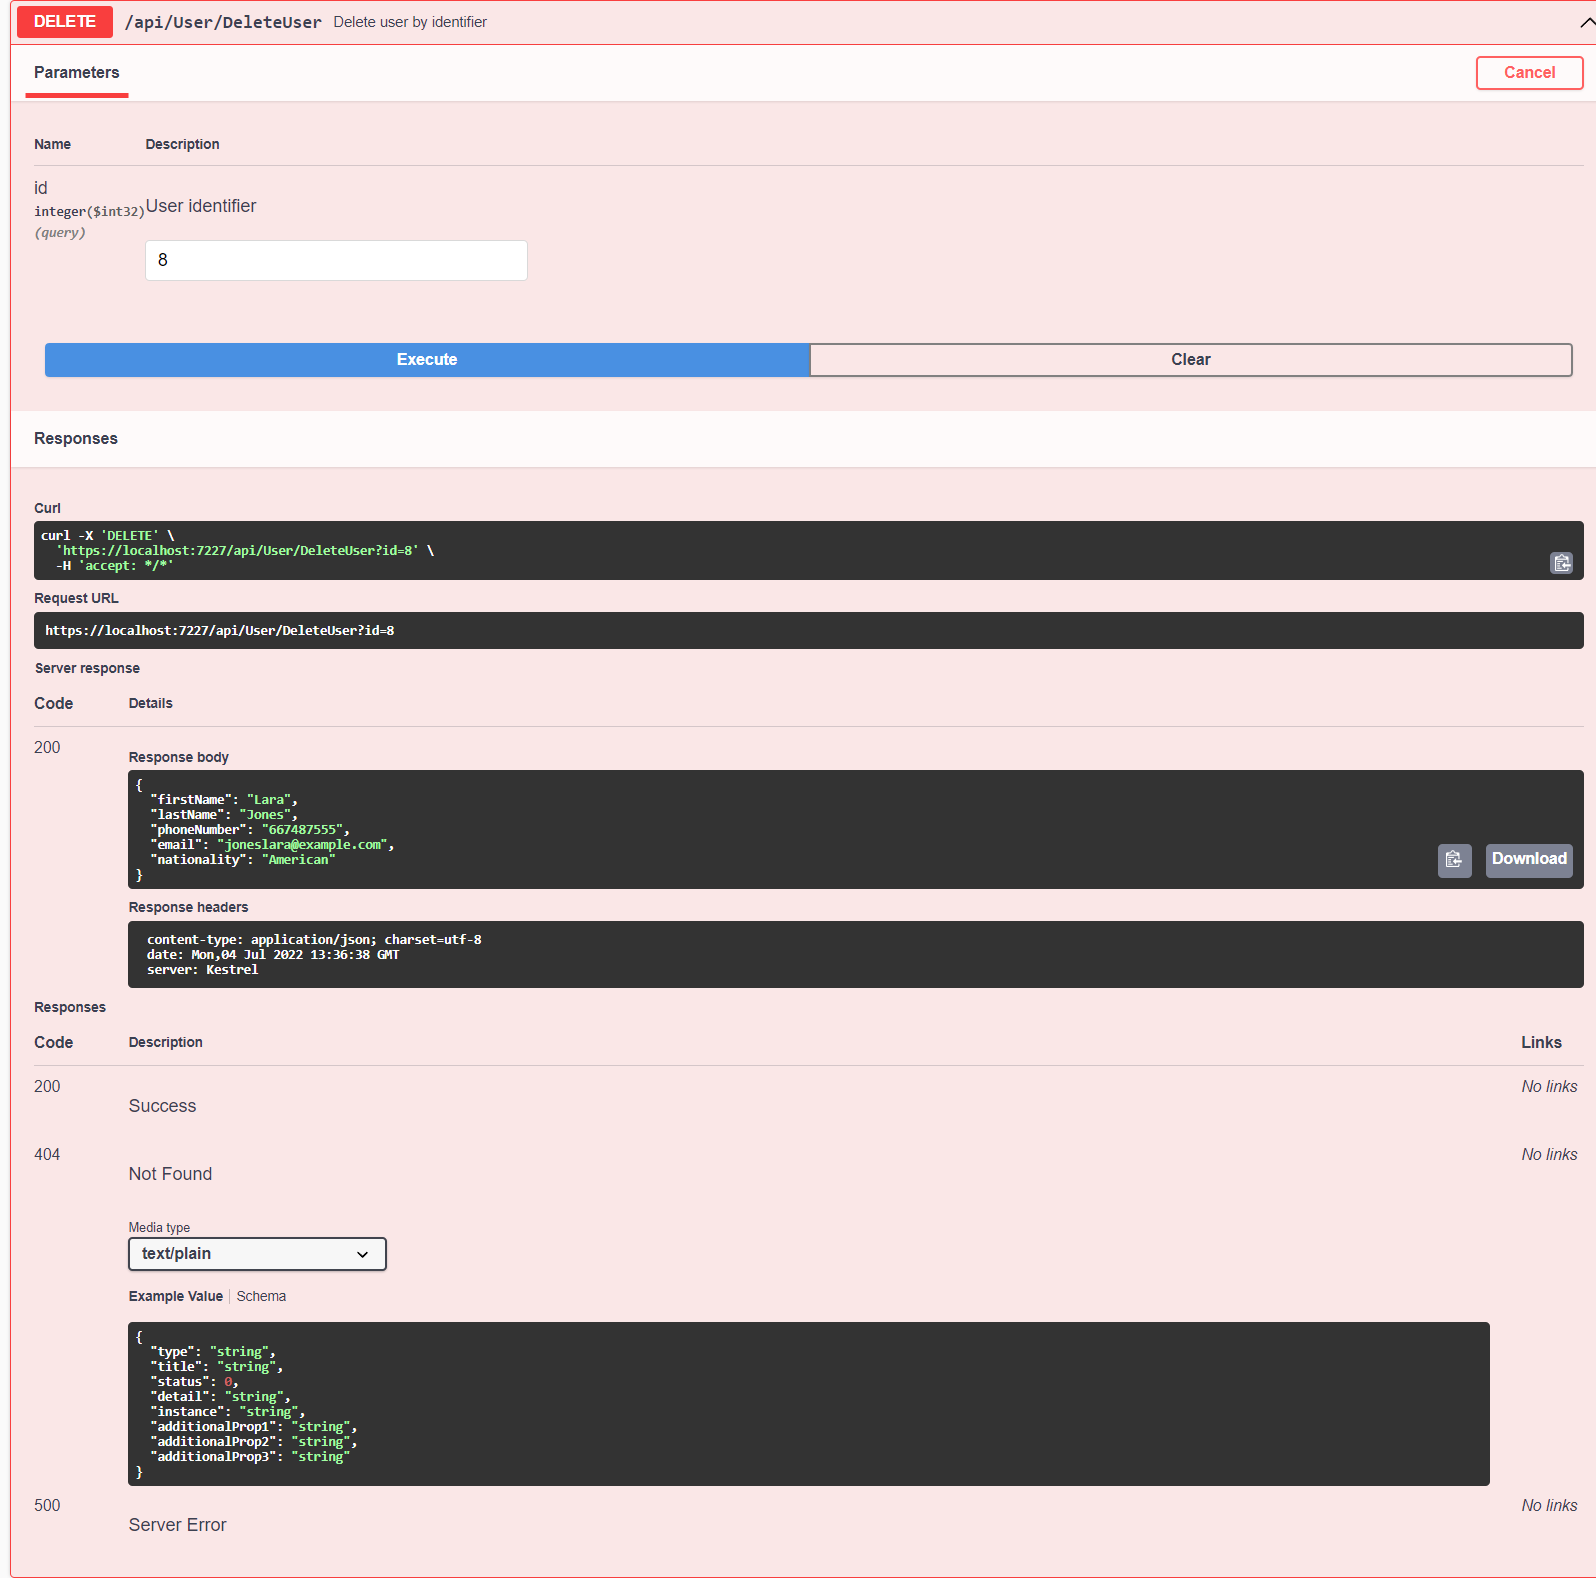 DELETE /api/User/DeleteUser Delete user by identifier
Parameters Cancel
Name Description
id
integer($int32)
(query)
User identifier
8
Execute Clear
Responses
Curl
curl -X 'DELETE' \
  'https://localhost:7227/api/User/DeleteUser?id=8' \
  -H 'accept: */*'
Request URL
https://localhost:7227/api/User/DeleteUser?id=8
Server response
Code Details
200
Response body
{
  "firstName": "Lara",
  "lastName": "Jones",
  "phoneNumber": "667487555",
  "email": "joneslara@example.com",
  "nationality": "American"
}
Download
Response headers
content-type: application/json; charset=utf-8
date: Mon,04 Jul 2022 13:36:38 GMT
server: Kestrel
Responses
Code Description Links
200 No links
Success
404 No links
Not Found
Media type
text/plain
Example Value Schema
{
  "type": "string",
  "title": "string",
  "status": 0,
  "detail": "string",
  "instance": "string",
  "additionalProp1": "string",
  "additionalProp2": "string",
  "additionalProp3": "string"
}
500 No links
Server Error